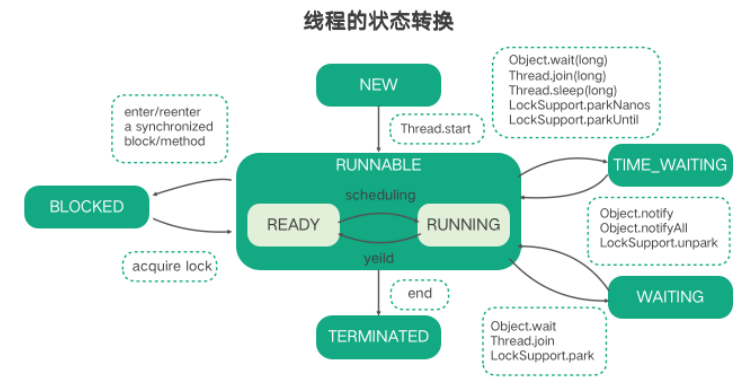 线程的状态转换
NEW
Thread.start
Object.wait(long)
Thread.join(long)
Thread.sleep(long)
LockSupport.parkNanos
LockSupport.parkUntil
enter/reenter
a synchronized
block/method
RUNNABLE
TIME_WAITING
BLOCKED
scheduling
READY
RUNNING
yeild
Object.notify
Object.notifyAll
LockSupport.unpark
acquire lock
end
WAITING
TERMINATED
Object.wait
Thread.join
LockSupport.park